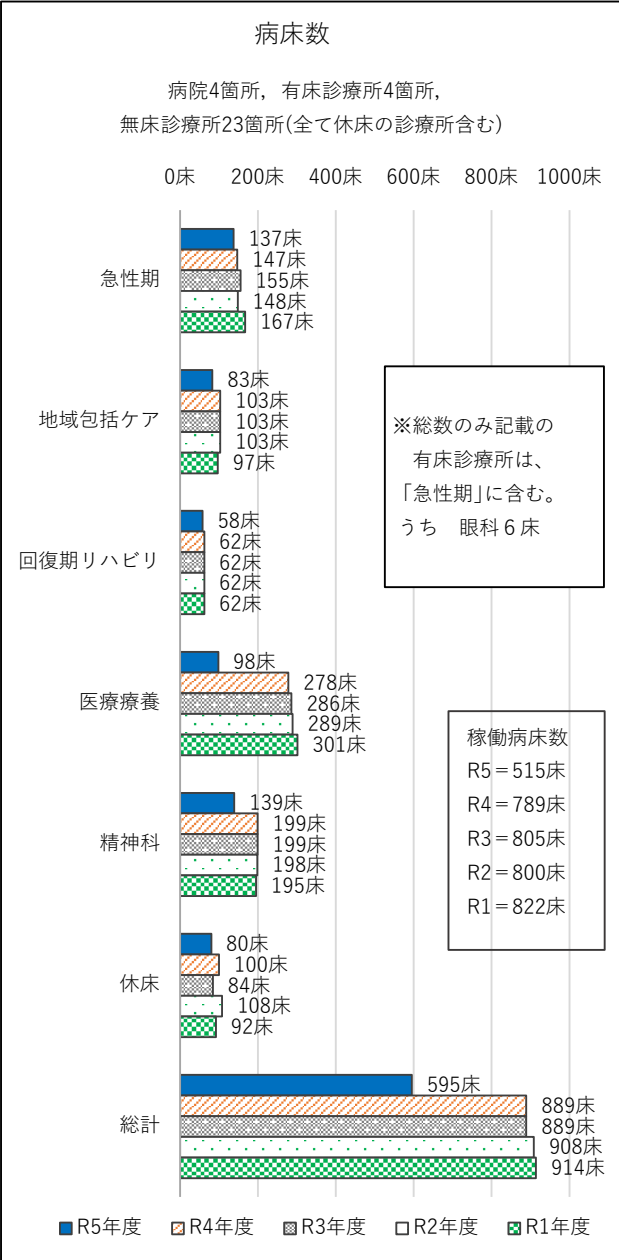 病床数
病院4箇所，有床診療所4箇所，
無床診療所23箇所(全て休床の診療所含む)
0床 200床 400床 600床 800床 1000床
急性期
137床
147床
155床
148床
167床
地域包括ケア
83床
103床
103床
103床
97床
※総数のみ記載の
有床診療所は、
「急性期」に含む。
うち　眼科６床
回復期リハビリ
58床
62床
62床
62床
62床
医療療養
98床
278床
286床
289床
301床
稼働病床数
R5＝515床
R4＝789床
R3＝805床
R2＝800床
R1＝822床
精神科
139床
199床
199床
198床
195床
休床
80床
100床
84床
108床
92床
総計
595床
889床
889床
908床
914床
R5年度 R4年度 R3年度 R2年度 R1年度